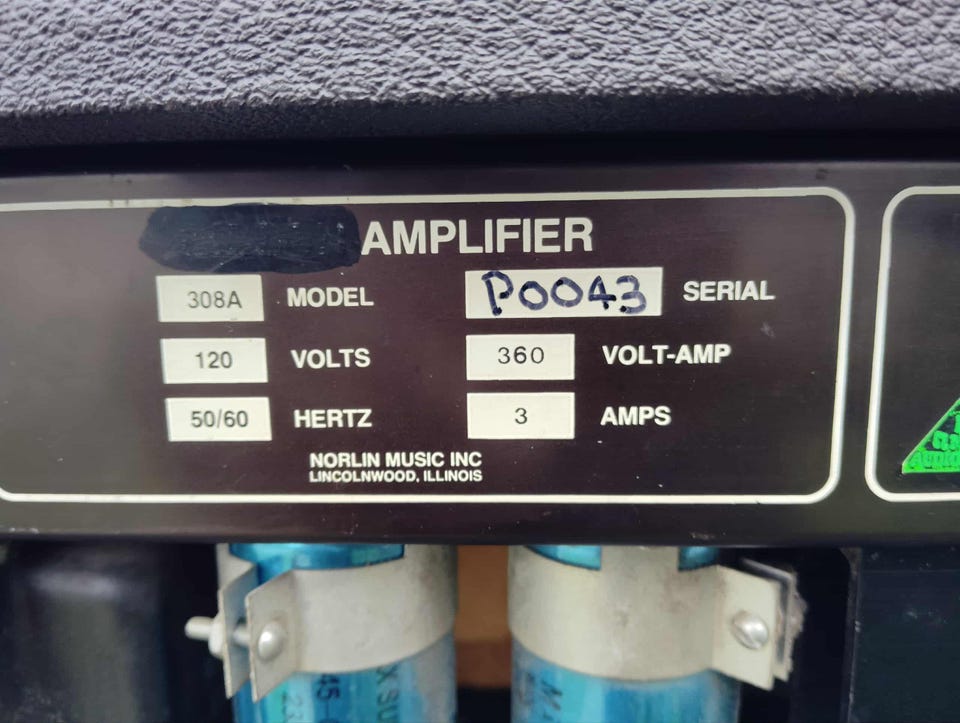 AMPLIFIER
308A MODEL P0043 SERIAL
120 VOLTS 360 VOLT-AMP
50/60 HERTZ 3 AMPS
NORLIN MUSIC INC
LINCOLNWOOD, ILLINOIS